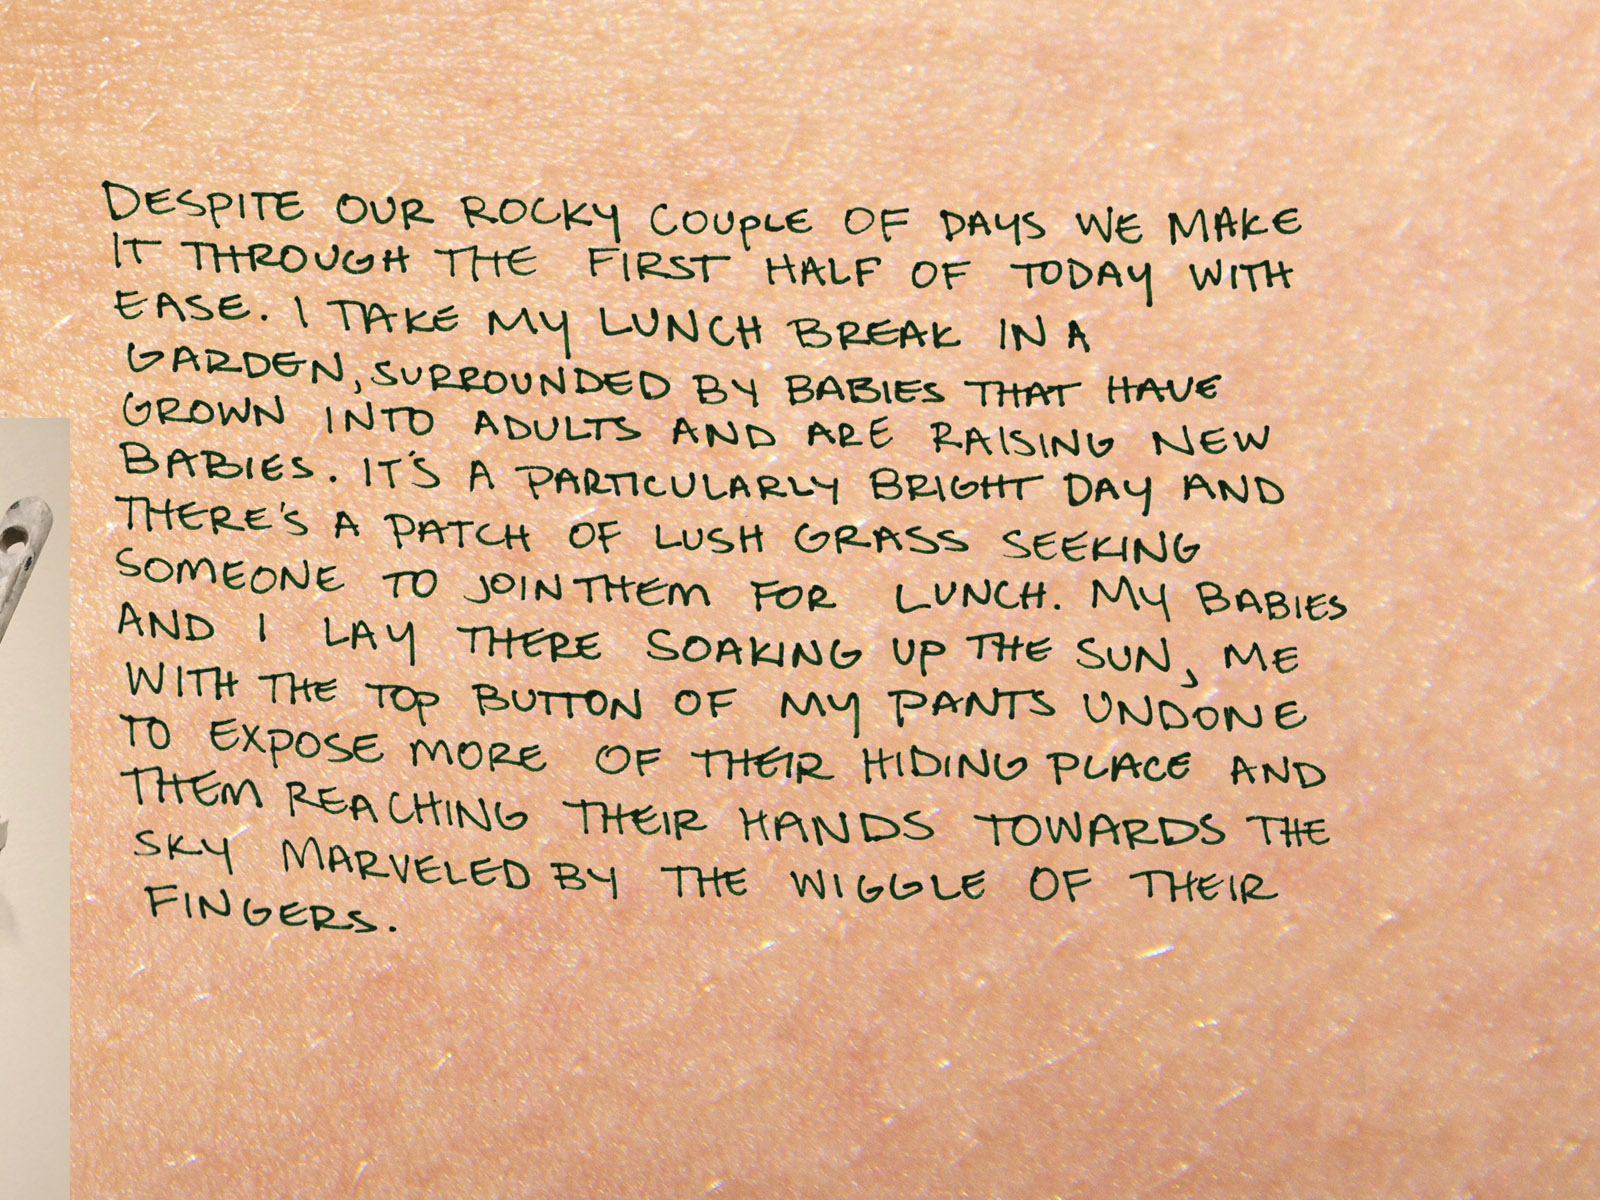 DESPITE OUR ROCKY COUPLE OF DAYS WE MAKE
IT THROUGH THE FIRST HALF OF TODAY WITH
EASE. I TAKE MY LUNCH BREAK IN A
GARDEN, SURROUNDED BY BABIES THAT HAVE
GROWN INTO ADULTS AND ARE RAISING NEW
BABIES. IT'S A PARTICULARLY BRIGHT DAY AND
THERE'S A PATCH OF LUSH GRASS SEEKING
SOMEONE TO JOIN THEM FOR LUNCH. MY BABIES
AND I LAY THERE SOAKING UP THE SUN, ME
WITH THE TOP BUTTON OF MY PANTS UNDONE
TO EXPOSE MORE OF THEIR HIDING PLACE AND
THEM REACHING THEIR HANDS TOWARDS THE
SKY MARVELED BY THE WIGGLE OF THEIR
FINGERS.